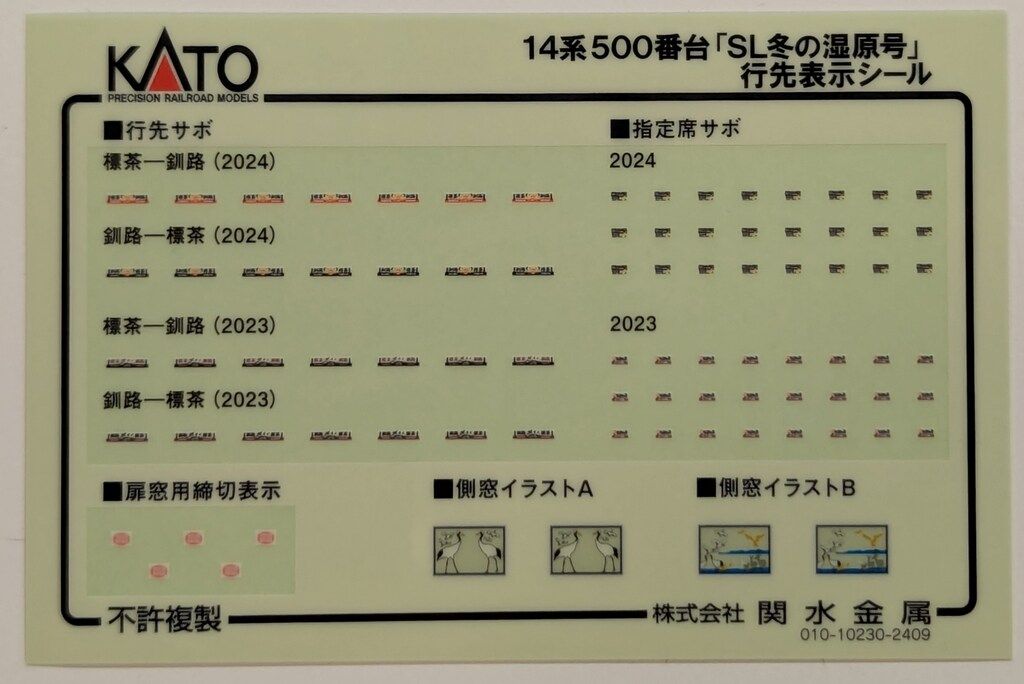 KATO
PRECISION RAILROAD MODELS
14系500番台「SL冬の湿原号」
行先表示シール
■行先サボ
標茶―釧路(2024)
釧路―標茶(2024)
標茶―釧路(2023)
釧路―標茶(2023)
■指定席サボ
2024
2023
■扉窓用締切表示
■側窓イラストA
■側窓イラストB
不許複製
株式会社 関水金属
010-10230-2409